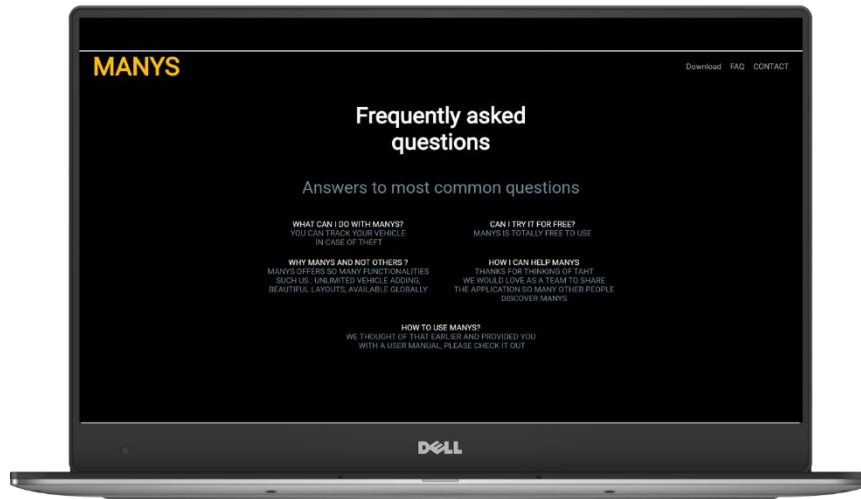 MANYS
Download FAQ CONTACT
Frequently asked
questions
Answers to most common questions
WHAT CAN I DO WITH MANYS?
YOU CAN TRACK YOUR VEHICLE
IN CASE OF THEFT
CAN I TRY IT FOR FREE?
MANYS IS TOTALLY FREE TO USE
WHY MANYS AND NOT OTHERS ?
MANYS OFFERS SO MANY FUNCTIONALITIES
SUCH US : UNLIMITED VEHICLE ADDING,
BEAUTIFUL LAYOUTS, AVAILABLE GLOBALLY
HOW I CAN HELP MANYS
THANKS FOR THINKING OF TAHT
WE WOULD LOVE AS A TEAM TO SHARE
THE APPLICATION SO MANY OTHER PEOPLE
DISCOVER MANYS
HOW TO USE MANYS?
WE THOUGHT OF THAT EARLIER AND PROVIDED YOU
WITH A USER MANUAL, PLEASE CHECK IT OUT
DELL